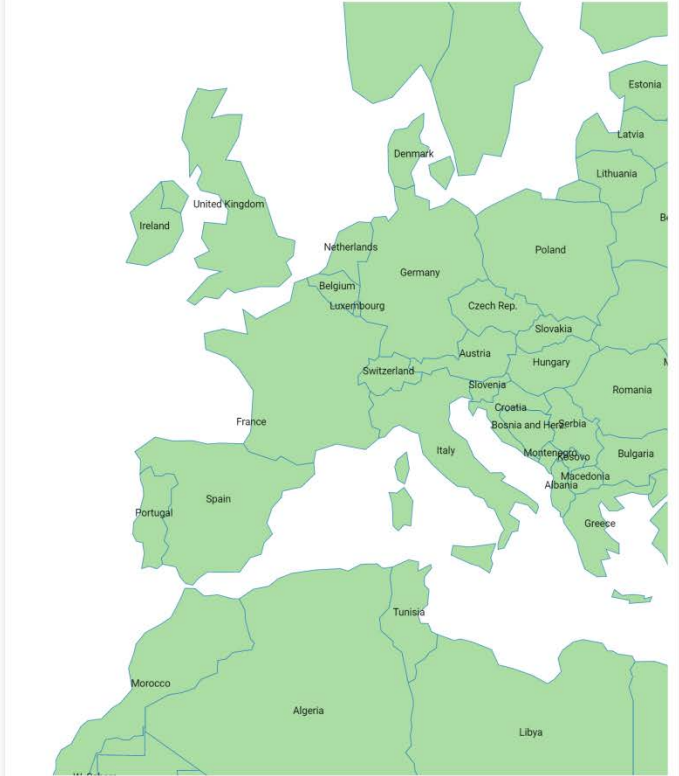 Estonia
Latvia
Denmark
Lithuania
United Kingdom
Ireland
Netherlands
Poland
Germany
Belgium
Luxembourg
Czech Rep.
Slovakia
Austria
Hungary
Switzerland
Slovenia
Romania
Croatia
France
Bosnia and Herz.
Serbia
Italy
Montenegro
Kosovo
Bulgaria
Macedonia
Albania
Spain
Portugal
Greece
Tunisia
Morocco
Algeria
Libya